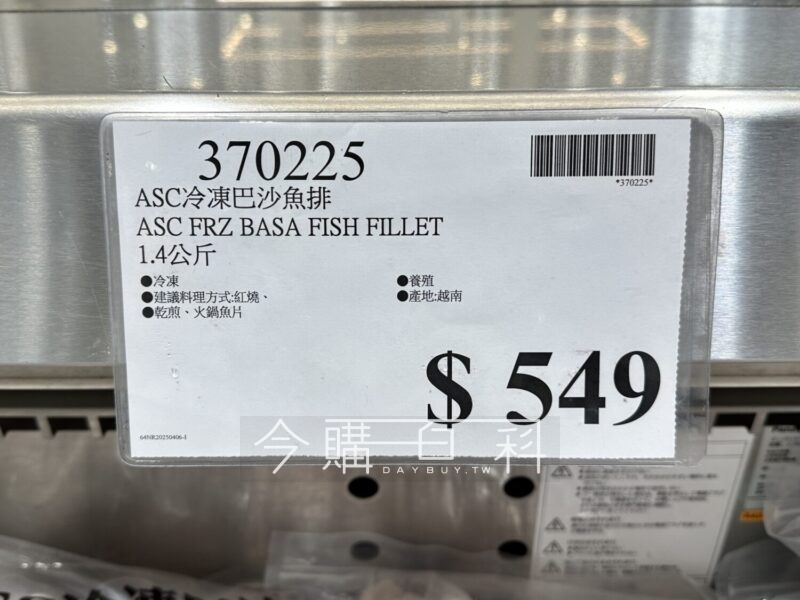 370225
*370225*
ASC冷凍巴沙魚排
ASC FRZ BASA FISH FILLET
1.4公斤
●冷凍
●養殖
●建議料理方式:紅燒、
●產地:越南
●乾煎、火鍋魚片
$ 549
64NR20250406-J
今購百科
DAYBUY.TW